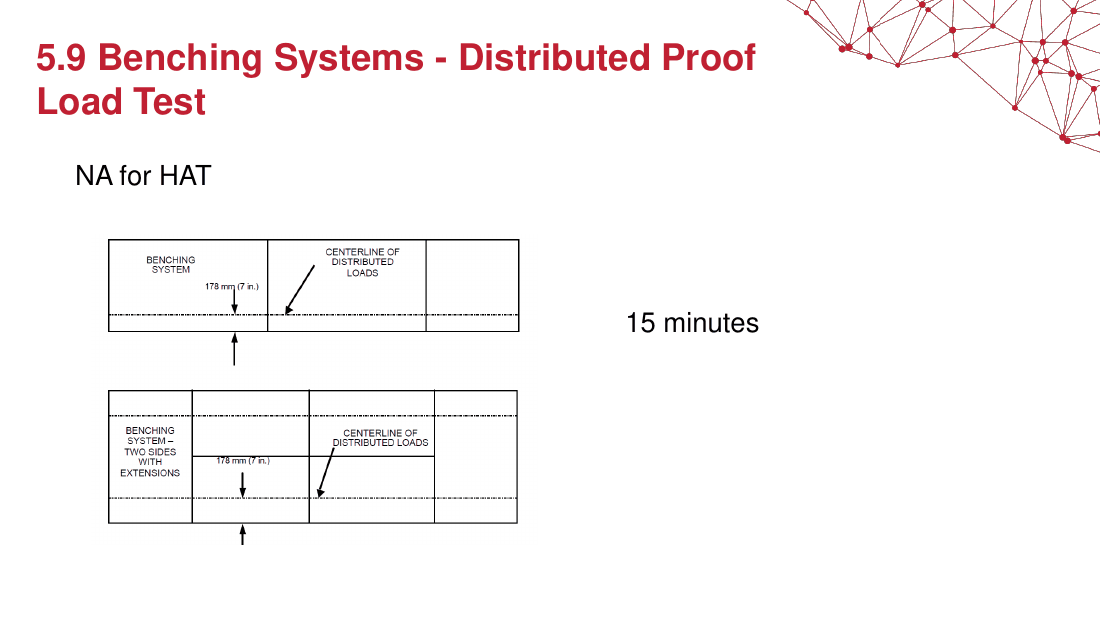 5.9 Benching Systems - Distributed Proof
Load Test
NA for HAT
BENCHING
SYSTEM
178 mm (7 in.)
CENTERLINE OF
DISTRIBUTED
LOADS
15 minutes
BENCHING
SYSTEM –
TWO SIDES
WITH
EXTENSIONS
178 mm (7 in.)
CENTERLINE OF
DISTRIBUTED LOADS